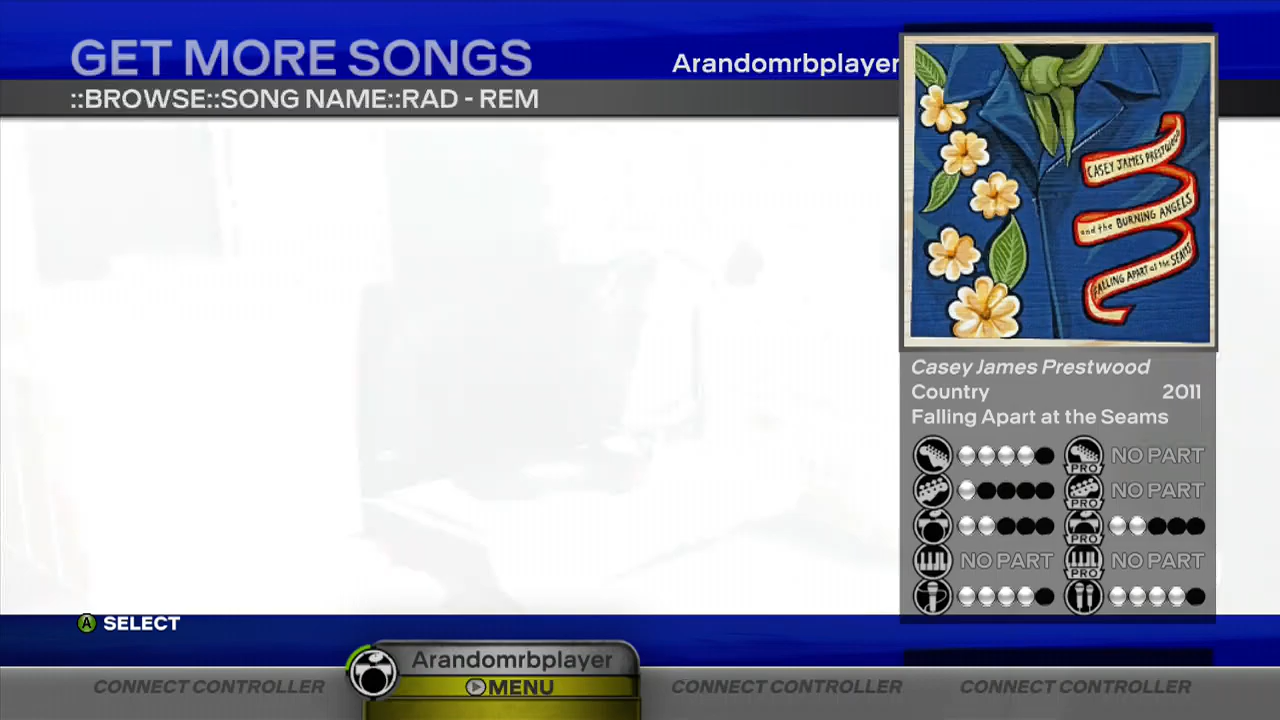 GET MORE SONGS
Arandomrbplayer
::BROWSE::SONG NAME::RAD - REM
CASEY JAMES PRESTWOOD
and the BURNING ANGELS
FALLING APART at the SEAMS
Casey James Prestwood
Country 2011
Falling Apart at the Seams
PRO NO PART
PRO NO PART
PRO
NO PART PRO NO PART
A SELECT
Arandomrbplayer
MENU
CONNECT CONTROLLER CONNECT CONTROLLER CONNECT CONTROLLER